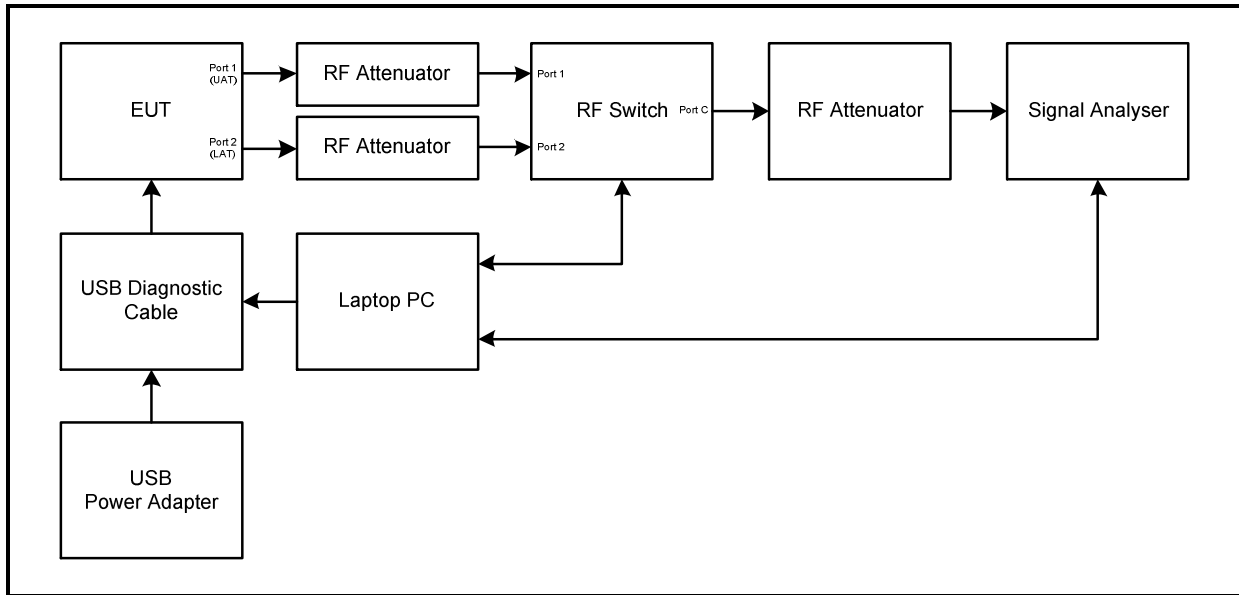 EUT
Port 1
(UAT)
Port 2
(LAT)
RF Attenuator
RF Attenuator
Port 1
Port 2
RF Switch
Port C
RF Attenuator
Signal Analyser
USB Diagnostic
Cable
Laptop PC
USB
Power Adapter